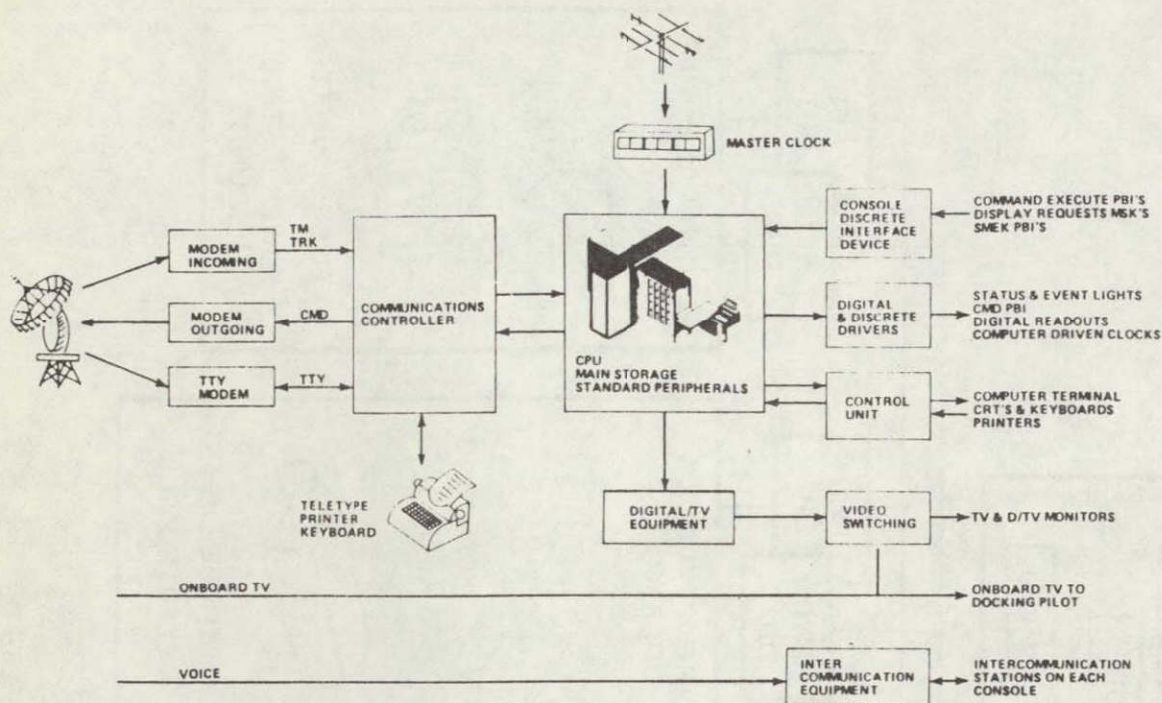 MASTER CLOCK
CONSOLE
DISCRETE
INTERFACE
DEVICE
COMMAND EXECUTE PBI'S
DISPLAY REQUESTS MSK'S
SMEK PBI'S
MODEM
INCOMING
TM
TRK
COMMUNICATIONS
CONTROLLER
MODEM
OUTGOING
CMD
TTY
MODEM
TTY
CPU
MAIN STORAGE
STANDARD PERIPHERALS
DIGITAL
& DISCRETE
DRIVERS
STATUS & EVENT LIGHTS
CMD PBI
DIGITAL READOUTS
COMPUTER DRIVEN CLOCKS
CONTROL
UNIT
COMPUTER TERMINAL
CRT'S & KEYBOARDS
PRINTERS
TELETYPE
PRINTER
KEYBOARD
DIGITAL/TV
EQUIPMENT
VIDEO
SWITCHING
TV & D/TV MONITORS
ONBOARD TV
ONBOARD TV TO
DOCKING PILOT
VOICE
INTER
COMMUNICATION
EQUIPMENT
INTERCOMMUNICATION
STATIONS ON EACH
CONSOLE